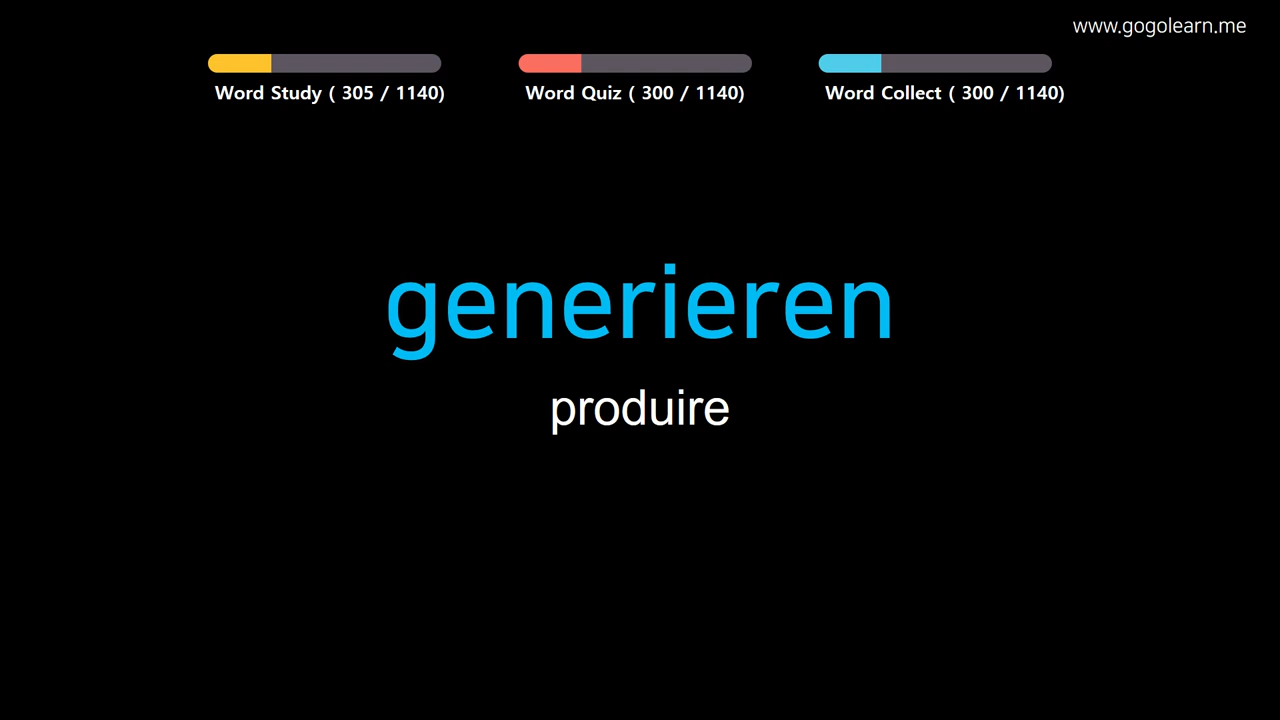 www.gogolearn.me
Word Study ( 305 / 1140)
Word Quiz ( 300 / 1140)
Word Collect ( 300 / 1140)
generieren
produire